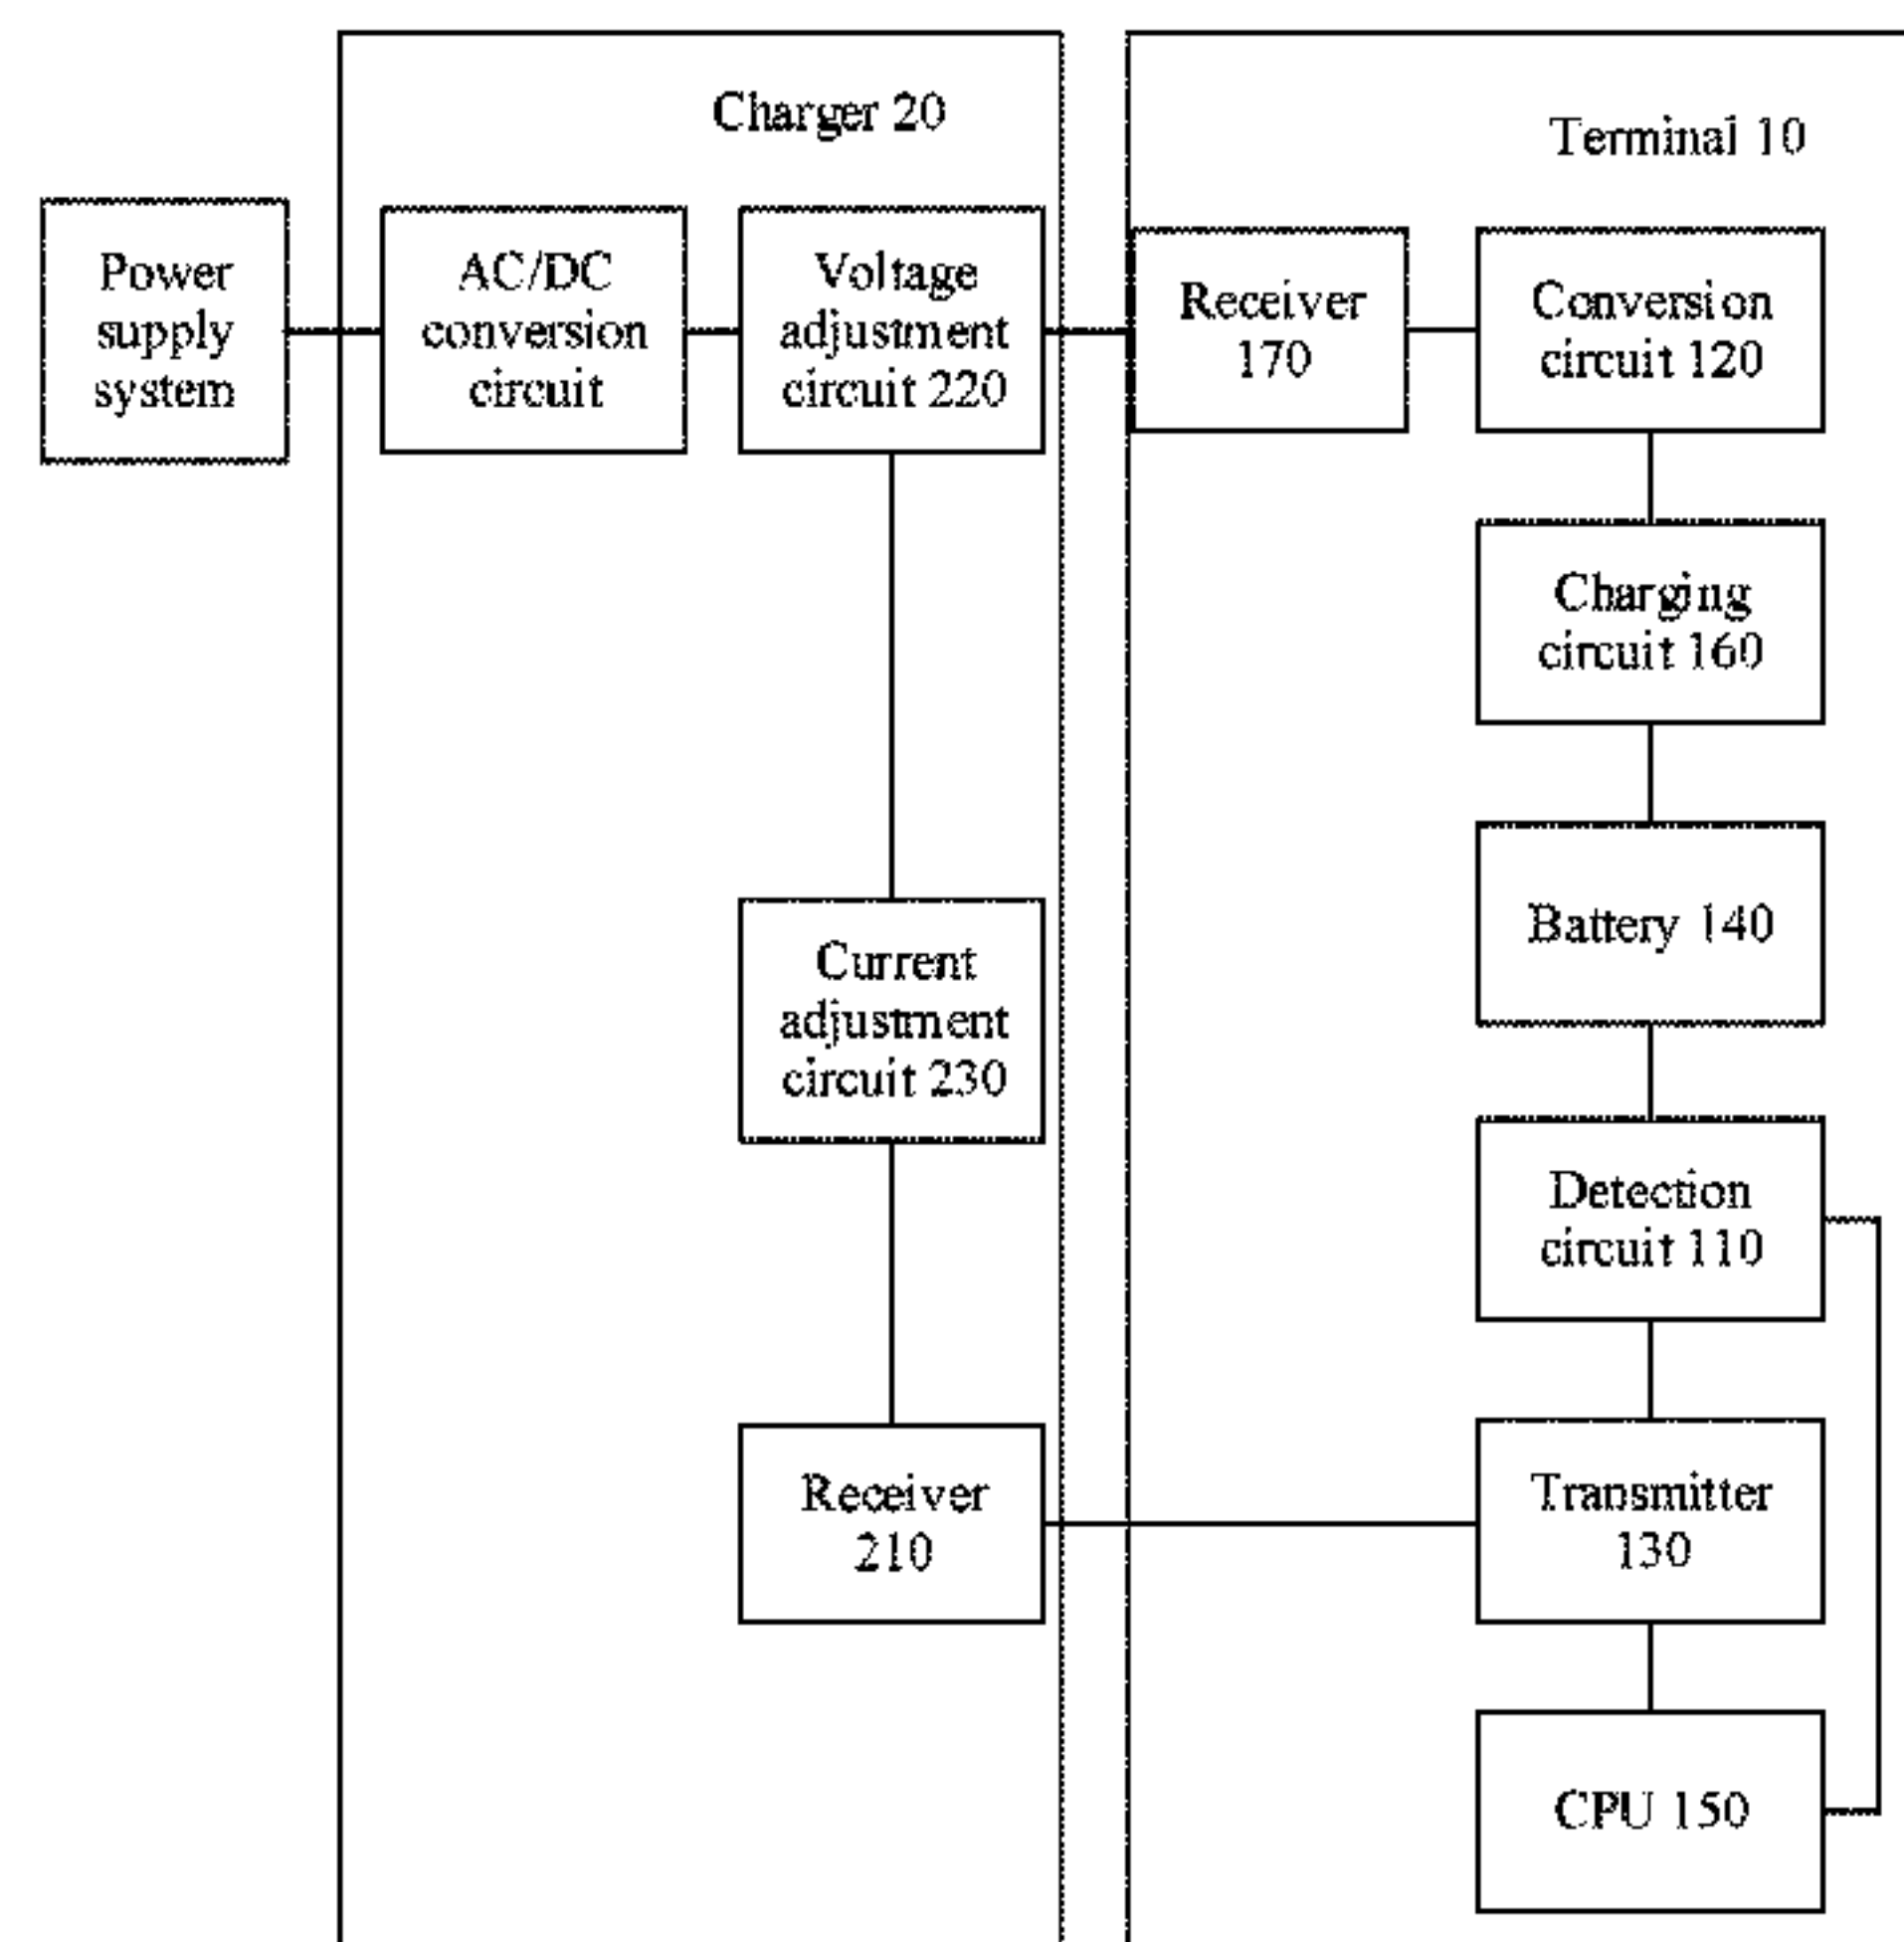 Charger 20
Terminal 10
Power
supply
system
AC/DC
conversion
circuit
Voltage
adjustment
circuit 220
Receiver
170
Conversion
circuit 120
Charging
circuit 160
Battery 140
Current
adjustment
circuit 230
Detection
circuit 110
Receiver
210
Transmitter
130
CPU 150